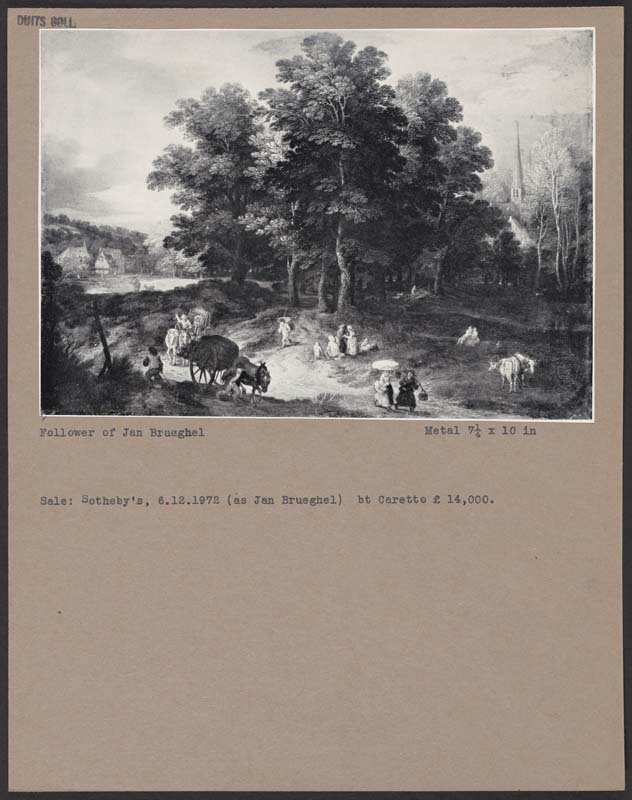 DUITS COLL.
Follower of Jan Brueghel Metal 7¼ x 10 in
Sale: Sotheby's, 6.12.1972 (as Jan Brueghel) bt Caretto £ 14,000.